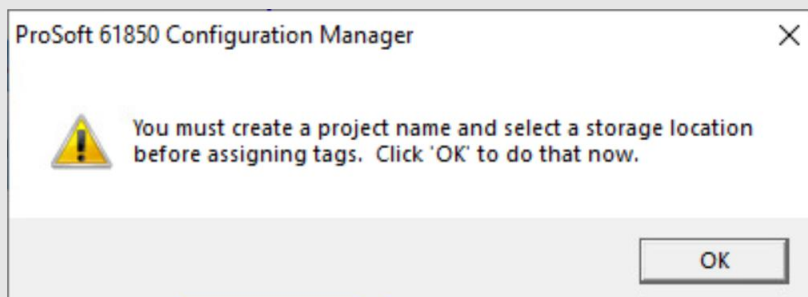 ProSoft 61850 Configuration Manager
You must create a project name and select a storage location
before assigning tags.  Click 'OK' to do that now.
OK